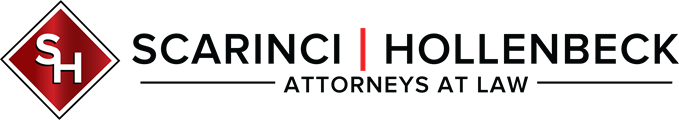 SH
SCARINCI | HOLLENBECK
ATTORNEYS AT LAW